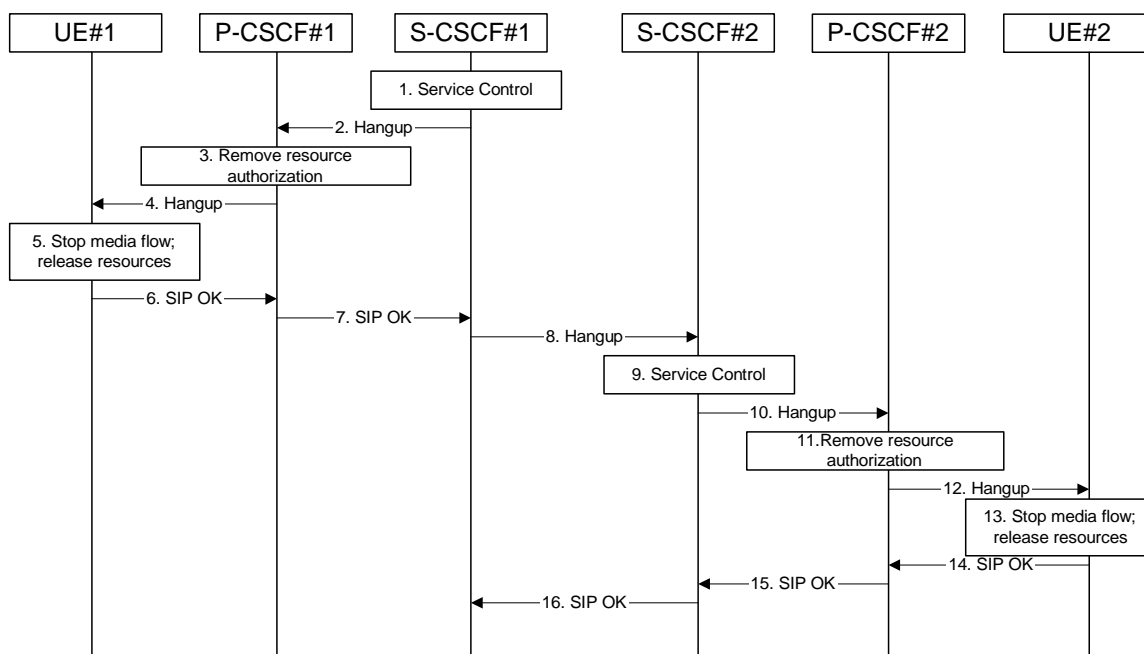 UE#1
P-CSCF#1
S-CSCF#1
S-CSCF#2
P-CSCF#2
UE#2
1. Service Control
2. Hangup
3. Remove resource
authorization
4. Hangup
5. Stop media flow;
release resources
6. SIP OK
7. SIP OK
8. Hangup
9. Service Control
10. Hangup
11.Remove resource
authorization
12. Hangup
13. Stop media flow;
release resources
14. SIP OK
15. SIP OK
16. SIP OK